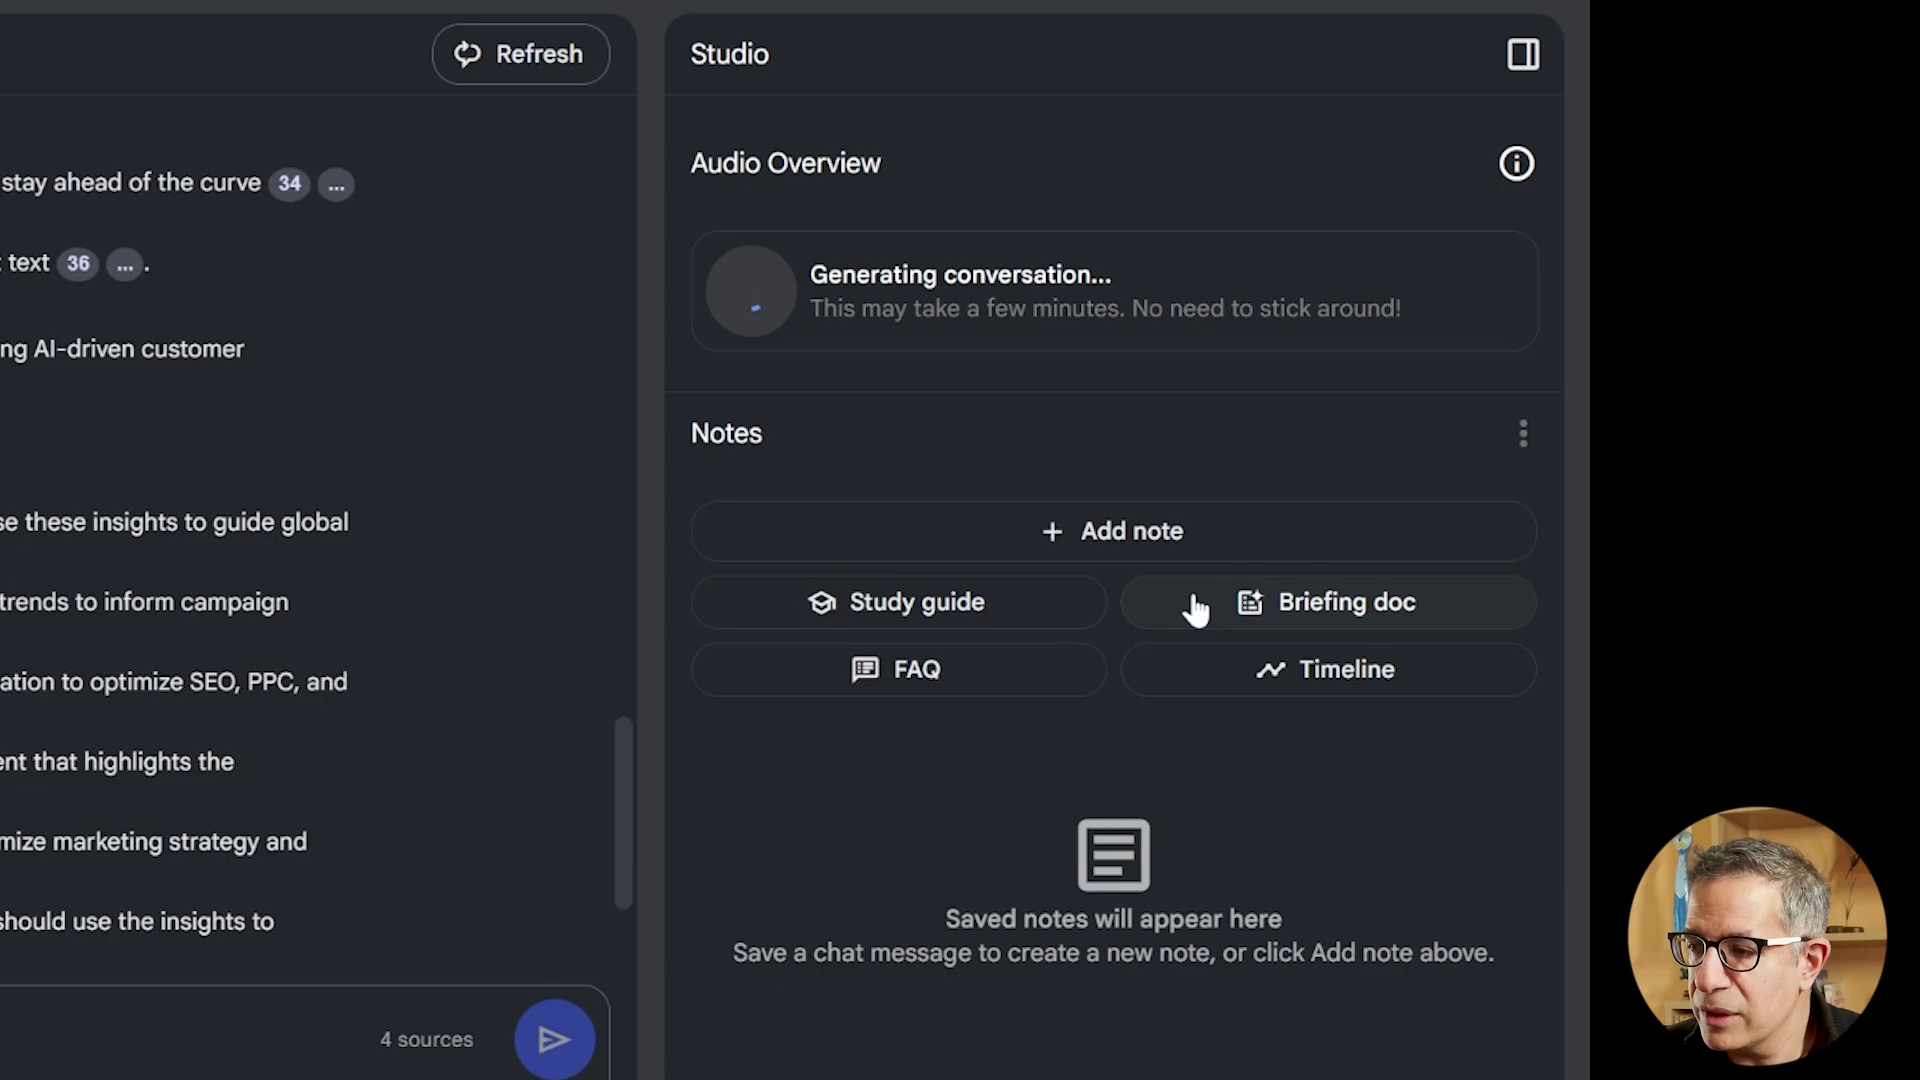 Refresh
stay ahead of the curve 34 ...
text 36 ... .
ng AI-driven customer
se these insights to guide global
trends to inform campaign
ation to optimize SEO, PPC, and
ent that highlights the
mize marketing strategy and
should use the insights to
4 sources
Studio
Audio Overview
Generating conversation...
This may take a few minutes. No need to stick around!
Notes
+ Add note
Study guide
Briefing doc
FAQ
Timeline
Saved notes will appear here
Save a chat message to create a new note, or click Add note above.